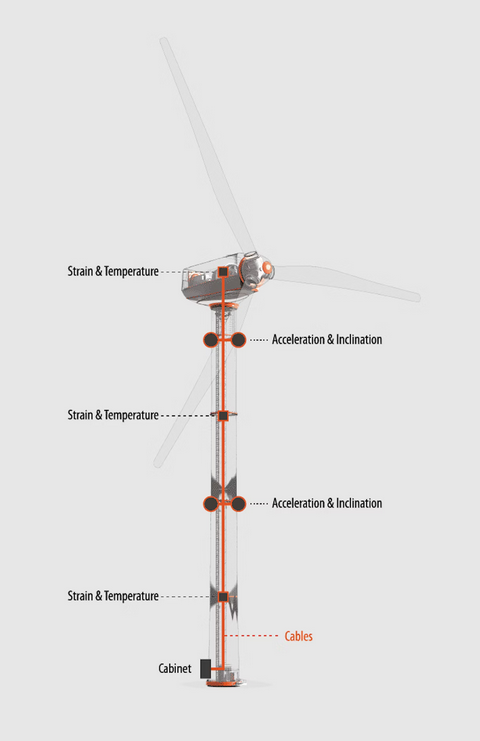 Strain & Temperature
Acceleration & Inclination
Strain & Temperature
Acceleration & Inclination
Strain & Temperature
Cables
Cabinet